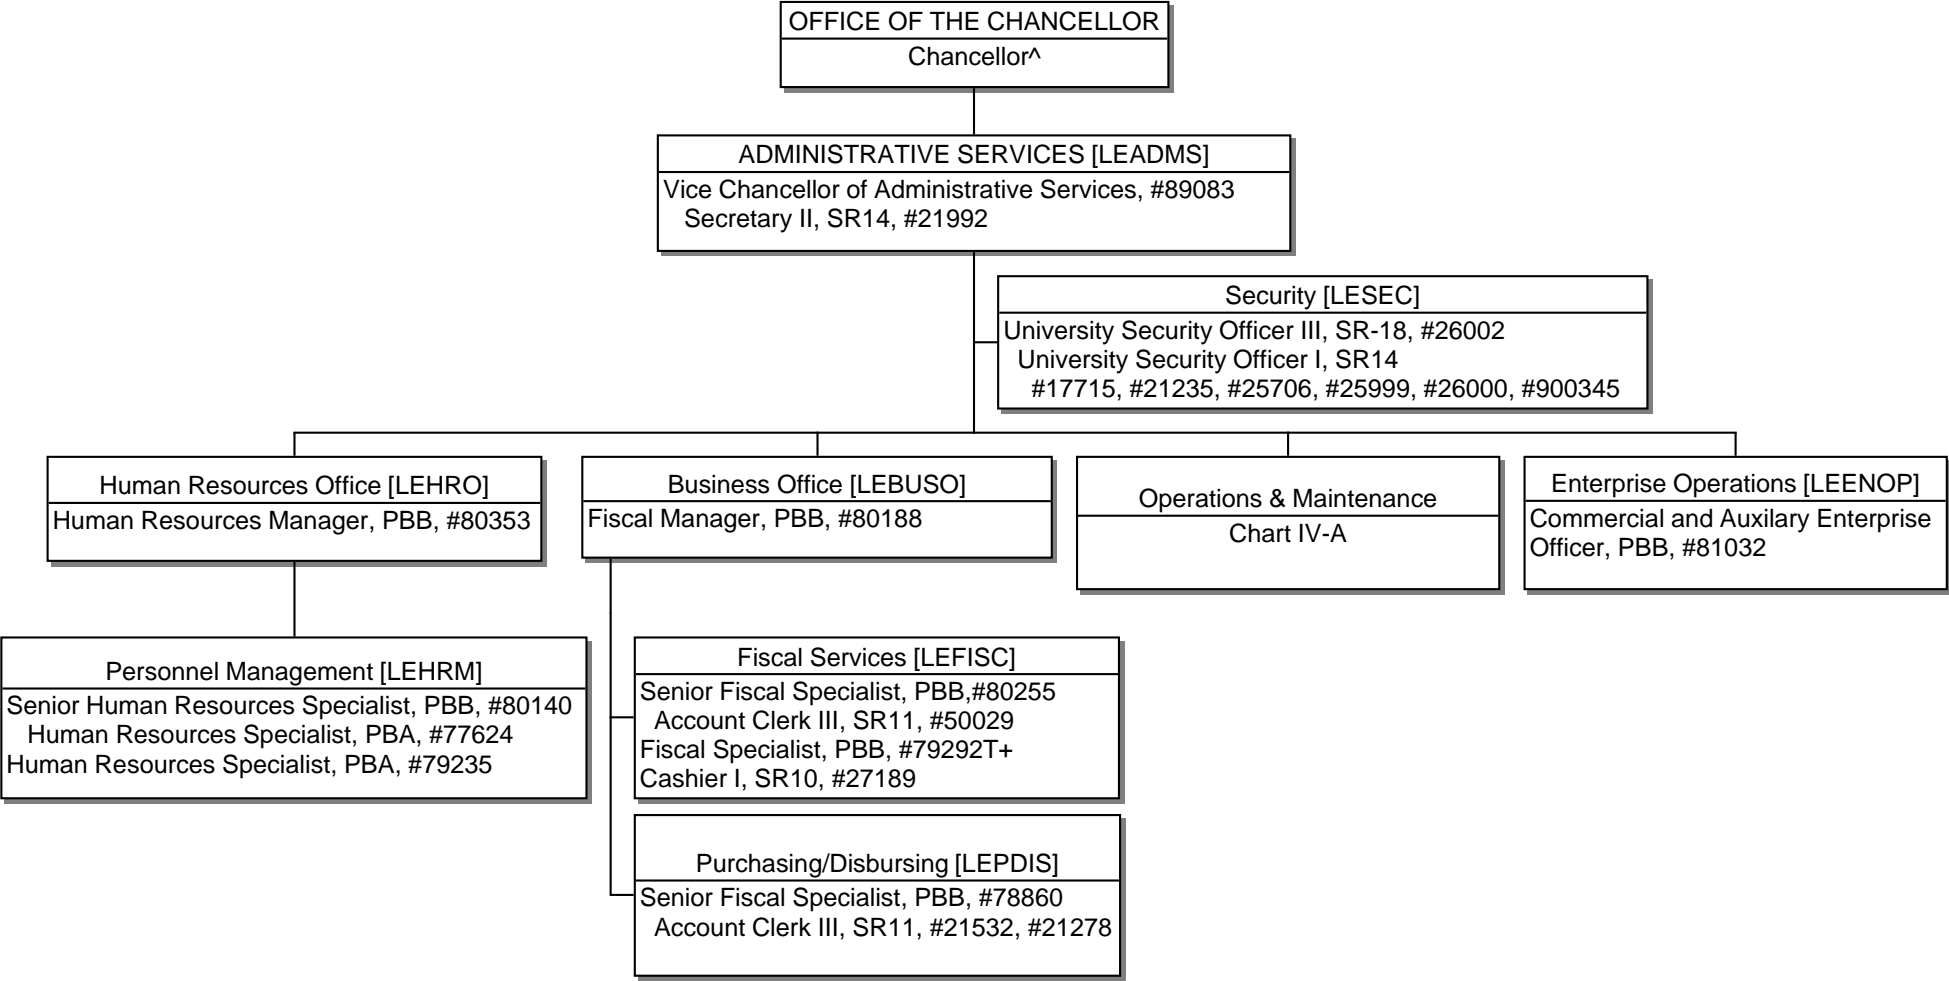 OFFICE OF THE CHANCELLOR
Chancellor^
ADMINISTRATIVE SERVICES [LEADMS]
Vice Chancellor of Administrative Services, #89083
Secretary II, SR14, #21992
Security [LESEC]
University Security Officer III, SR-18, #26002
University Security Officer I, SR14
#17715, #21235, #25706, #25999, #26000, #900345
Human Resources Office [LEHRO]
Human Resources Manager, PBB, #80353
Business Office [LEBUSO]
Fiscal Manager, PBB, #80188
Operations & Maintenance
Chart IV-A
Enterprise Operations [LEENOP]
Commercial and Auxilary Enterprise
Officer, PBB, #81032
Personnel Management [LEHRM]
Senior Human Resources Specialist, PBB, #80140
Human Resources Specialist, PBA, #77624
Human Resources Specialist, PBA, #79235
Fiscal Services [LEFISC]
Senior Fiscal Specialist, PBB,#80255
Account Clerk III, SR11, #50029
Fiscal Specialist, PBB, #79292T+
Cashier I, SR10, #27189
Purchasing/Disbursing [LEPDIS]
Senior Fiscal Specialist, PBB, #78860
Account Clerk III, SR11, #21532, #21278